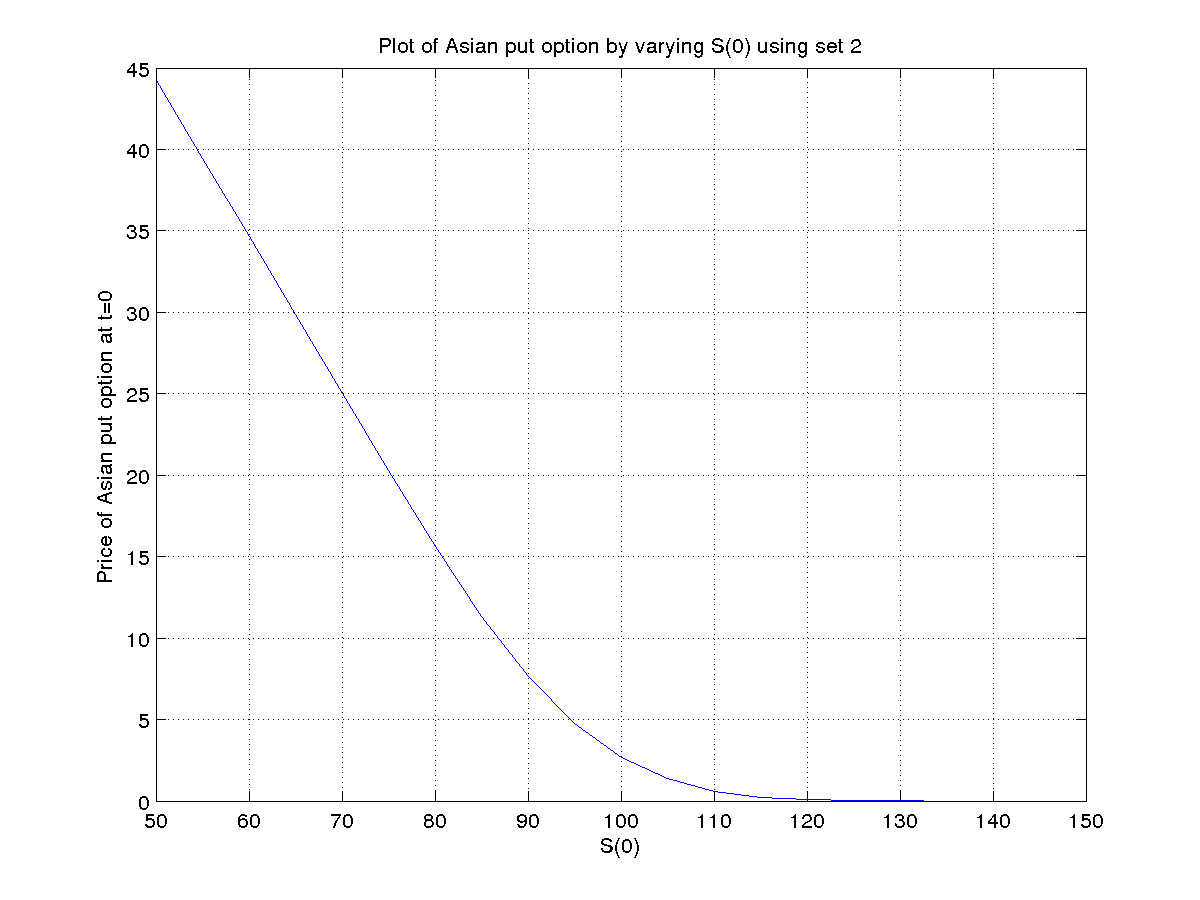 Plot of Asian put option by varying S(0) using set 2
45
40
35
30
25
20
15
10
5
0
Price of Asian put option at t=0
50 60 70 80 90 100 110 120 130 140 150
S(0)